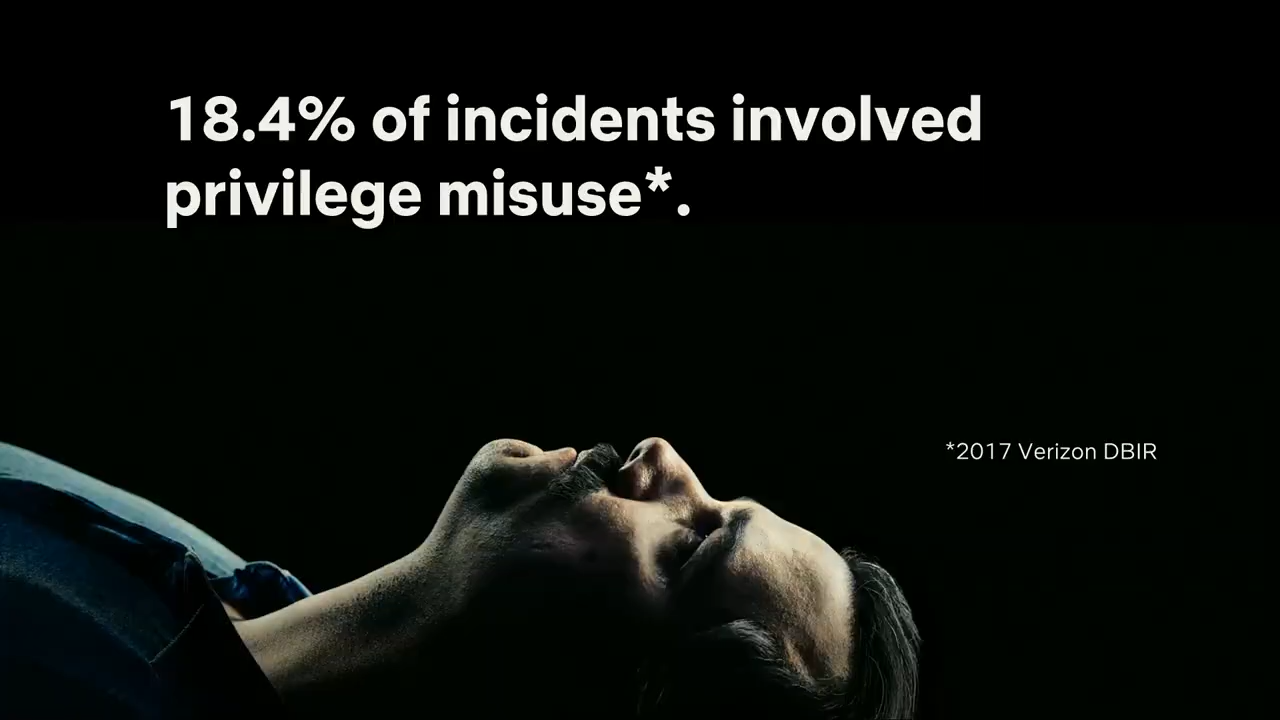 18.4% of incidents involved
privilege misuse*.
*2017 Verizon DBIR